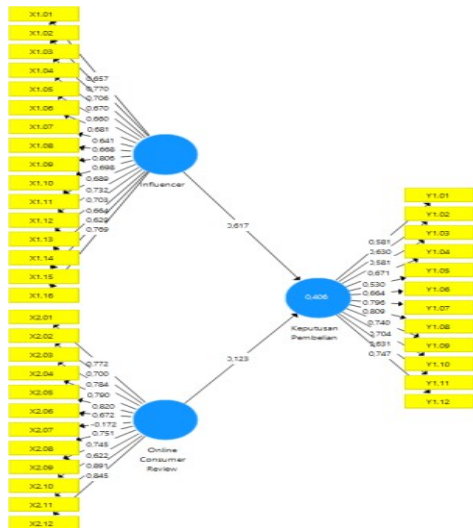 X1.01
X1.02
X1.03
X1.04
X1.05
X1.06
X1.07
X1.08
X1.09
X1.10
X1.11
X1.12
X1.13
X1.14
X1.15
X1.16
0,657
0,770
0,706
0,670
0,660
0,681
0,641
0,668
0,806
0,698
0,689
0,732
0,703
0,664
0,629
0,769
Influencer
0,617
X2.01
X2.02
X2.03
X2.04
X2.05
X2.06
X2.07
X2.08
X2.09
X2.10
X2.11
X2.12
0,772
0,700
0,784
0,790
0,820
0,672
-0,172
0,751
0,745
0,622
0,891
0,845
Online
Consumer
Review
0,123
0,406
Keputusan
Pembelian
0,581
0,630
0,581
0,671
0,530
0,664
0,796
0,809
0,740
0,704
0,631
0,747
Y1.01
Y1.02
Y1.03
Y1.04
Y1.05
Y1.06
Y1.07
Y1.08
Y1.09
Y1.10
Y1.11
Y1.12